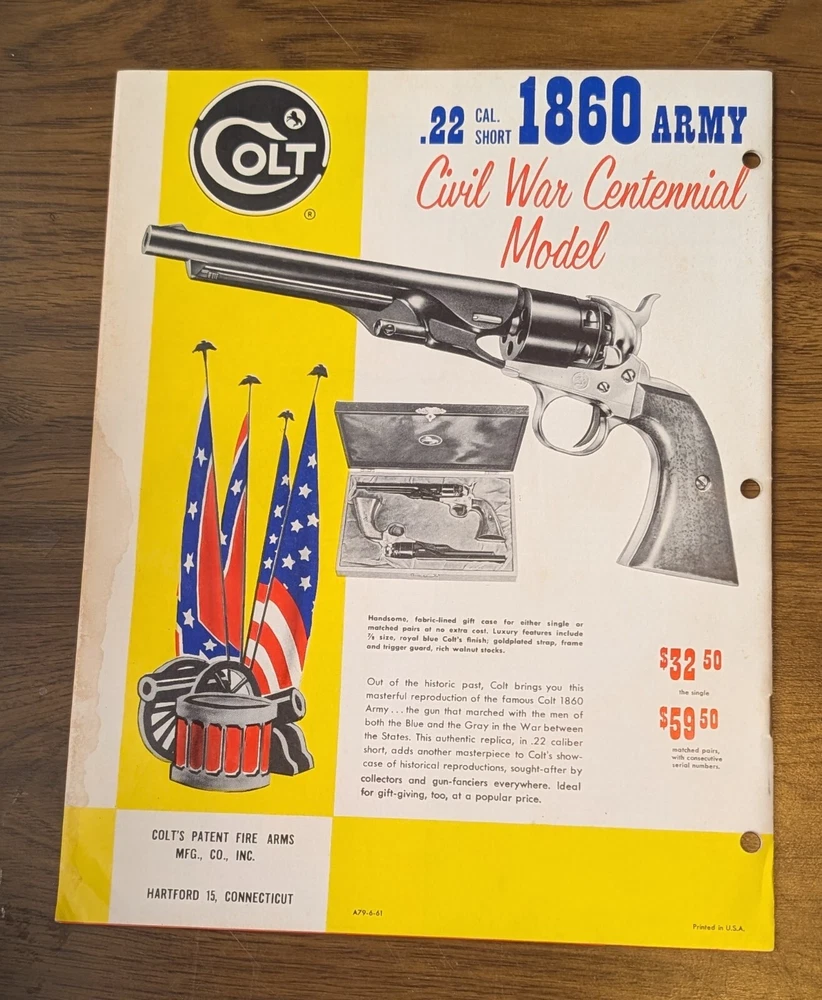 COLT
®
.22 CAL. SHORT 1860 ARMY
Civil War Centennial
Model
Handsome, fabric-lined gift case for either single or
matched pairs at no extra cost. Luxury features include
⅞ size, royal blue Colt's finish; goldplated strap, frame
and trigger guard, rich walnut stocks.
Out of the historic past, Colt brings you this
masterful reproduction of the famous Colt 1860
Army...the gun that marched with the men of
both the Blue and the Gray in the War between
the States. This authentic replica, in .22 caliber
short, adds another masterpiece to Colt's show-
case of historical reproductions, sought-after by
collectors and gun-fanciers everywhere. Ideal
for gift-giving, too, at a popular price.
$32 50
the single
$59 50
matched pairs,
with consecutive
serial numbers.
COLT'S PATENT FIRE ARMS
MFG., CO., INC.
HARTFORD 15, CONNECTICUT
A79-6-61
Printed in U.S.A.